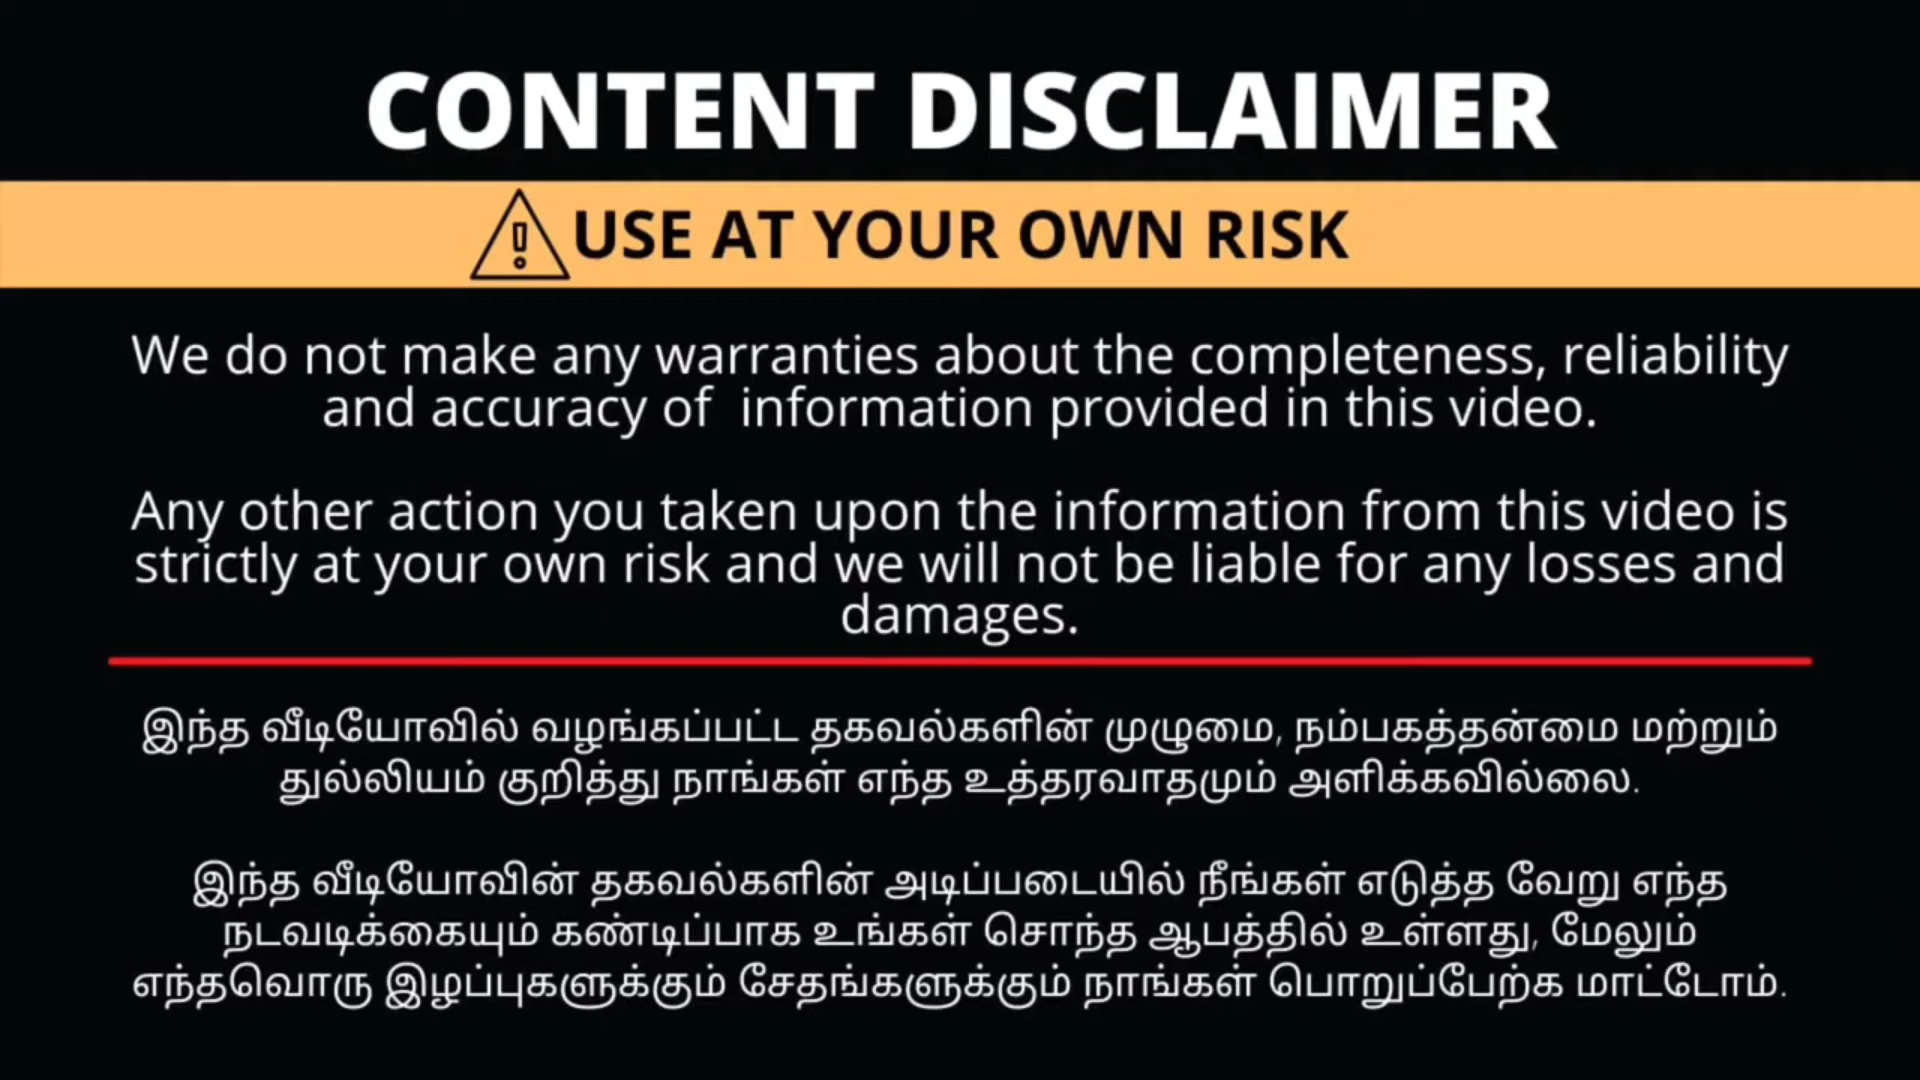 CONTENT DISCLAIMER
USE AT YOUR OWN RISK
We do not make any warranties about the completeness, reliability
and accuracy of  information provided in this video.
Any other action you taken upon the information from this video is
strictly at your own risk and we will not be liable for any losses and
damages.
இந்த வீடியோவில் வழங்கப்பட்ட தகவல்களின் முழுமை, நம்பகத்தன்மை மற்றும்
துல்லியம் குறித்து நாங்கள் எந்த உத்தரவாதமும் அளிக்கவில்லை.
இந்த வீடியோவின் தகவல்களின் அடிப்படையில் நீங்கள் எடுத்த வேறு எந்த
நடவடிக்கையும் கண்டிப்பாக உங்கள் சொந்த ஆபத்தில் உள்ளது, மேலும்
எந்தவொரு இழப்புகளுக்கும் சேதங்களுக்கும் நாங்கள் பொறுப்பேற்க மாட்டோம்.